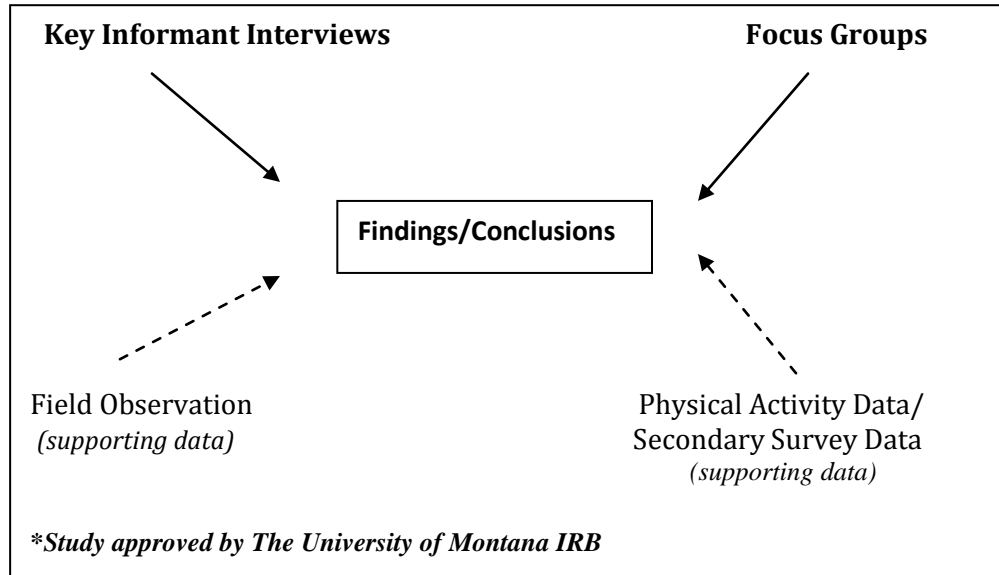 Key Informant Interviews
Focus Groups
Findings/Conclusions
Field Observation
(supporting data)
Physical Activity Data/
Secondary Survey Data
(supporting data)
*Study approved by The University of Montana IRB